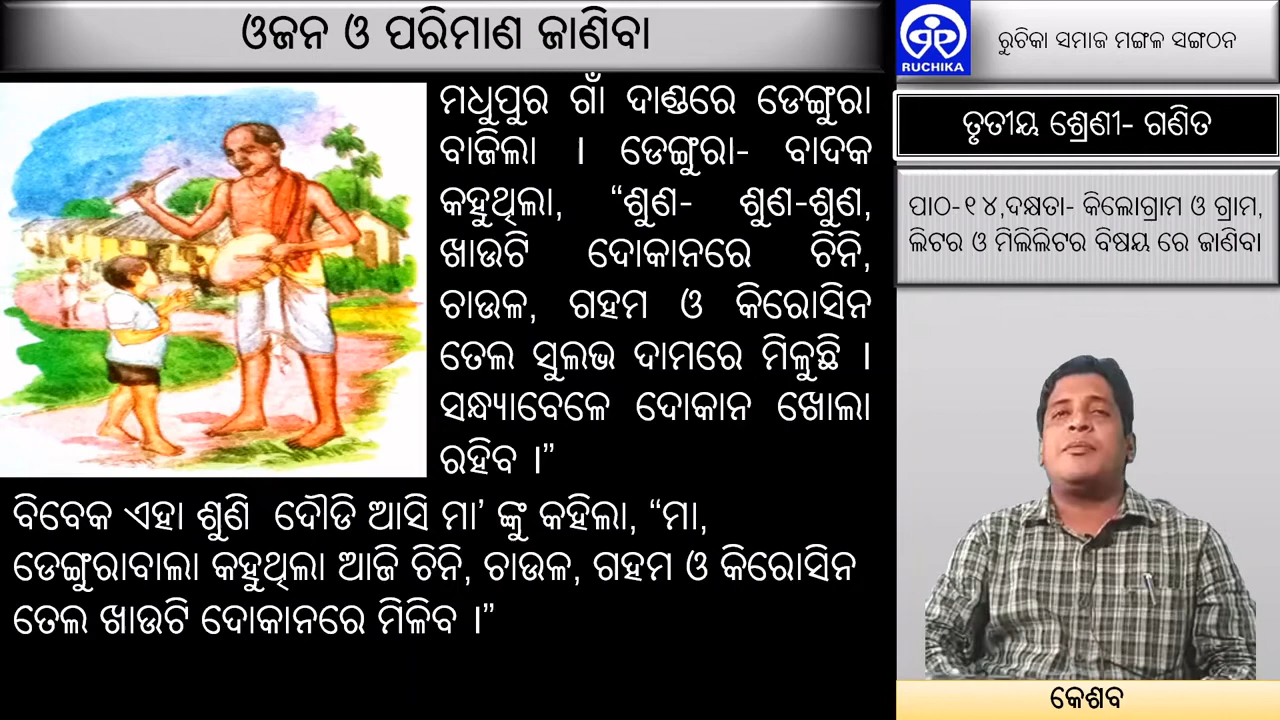 ଓଜନ ଓ ପରିମାଣ ଜାଣିବା
ମଧୁପୁର ଗାଁ ଦାଣ୍ଡରେ ଡେଙ୍ଗୁରା
ବାଜିଲା । ଡେଙ୍ଗୁରା- ବାଦକ
କହୁଥିଲା, “ଶୁଣ- ଶୁଣ-ଶୁଣ,
ଖାଉଟି ଦୋକାନରେ ଚିନି,
ଚାଉଳ, ଗହମ ଓ କିରୋସିନ
ତେଲ ସୁଲଭ ଦାମରେ ମିଳୁଛି ।
ସନ୍ଧ୍ୟାବେଳେ ଦୋକାନ ଖୋଲା
ରହିବ ।”
ବିବେକ ଏହା ଶୁଣି ଦୌଡି ଆସି ମା’ ଙ୍କୁ କହିଲା, “ମା,
ଡେଙ୍ଗୁରାବାଲା କହୁଥିଲା ଆଜି ଚିନି, ଚାଉଳ, ଗହମ ଓ କିରୋସିନ
ତେଲ ଖାଉଟି ଦୋକାନରେ ମିଳିବ ।”
RUCHIKA
ରୁଚିକା ସମାଜ ମଙ୍ଗଳ ସଙ୍ଗଠନ
ତୃତୀୟ ଶ୍ରେଣୀ- ଗଣିତ
ପାଠ-୧୪,ଦକ୍ଷତା- କିଲୋଗ୍ରାମ ଓ ଗ୍ରାମ,
ଲିଟର ଓ ମିଲିଲିଟର ବିଷୟ ରେ ଜାଣିବା
କେଶବ